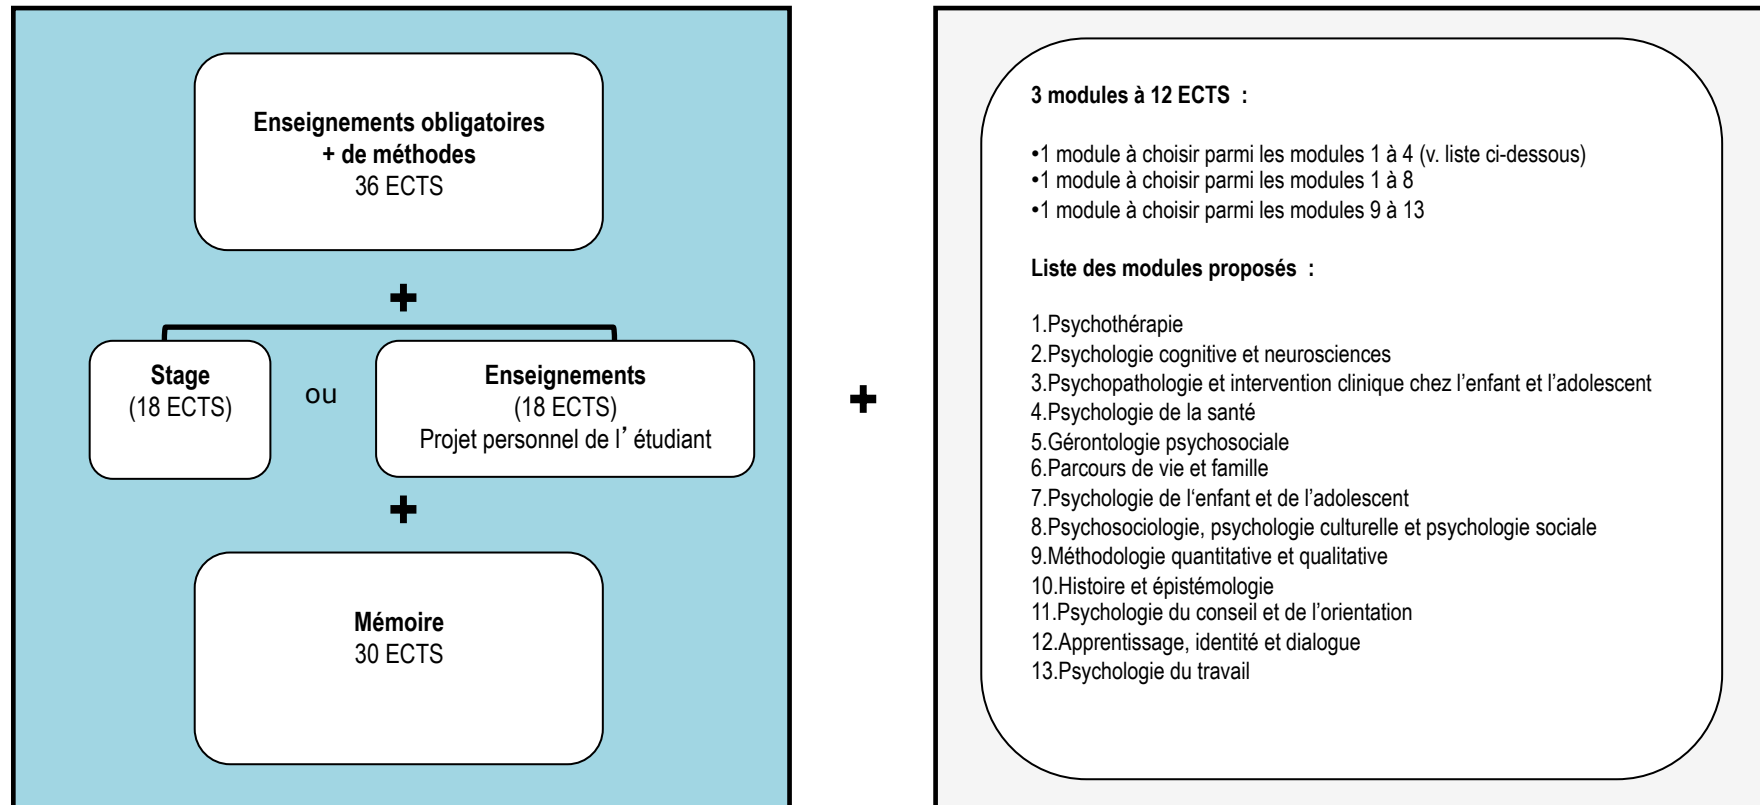 Enseignements obligatoires
+ de méthodes
36 ECTS
+
Stage
(18 ECTS)
ou
Enseignements
(18 ECTS)
Projet personnel de l’ étudiant
+
Mémoire
30 ECTS
+
3 modules à 12 ECTS :
•1 module à choisir parmi les modules 1 à 4 (v. liste ci-dessous)
•1 module à choisir parmi les modules 1 à 8
•1 module à choisir parmi les modules 9 à 13
Liste des modules proposés :
1.Psychothérapie
2.Psychologie cognitive et neurosciences
3.Psychopathologie et intervention clinique chez l’enfant et l’adolescent
4.Psychologie de la santé
5.Gérontologie psychosociale
6.Parcours de vie et famille
7.Psychologie de l‘enfant et de l’adolescent
8.Psychosociologie, psychologie culturelle et psychologie sociale
9.Méthodologie quantitative et qualitative
10.Histoire et épistémologie
11.Psychologie du conseil et de l’orientation
12.Apprentissage, identité et dialogue
13.Psychologie du travail